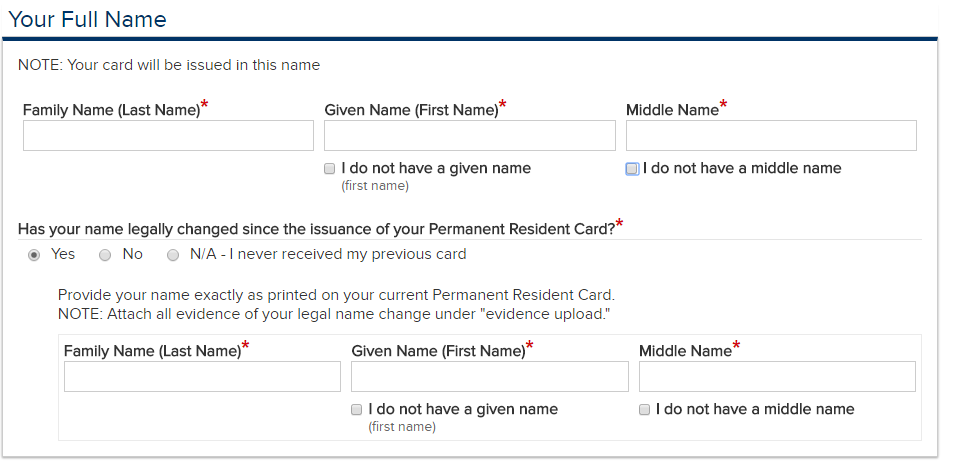 Your Full Name
NOTE: Your card will be issued in this name
Family Name (Last Name)* Given Name (First Name)* Middle Name*
I do not have a given name I do not have a middle name
(first name)
Has your name legally changed since the issuance of your Permanent Resident Card?*
Yes No N/A - I never received my previous card
Provide your name exactly as printed on your current Permanent Resident Card.
NOTE: Attach all evidence of your legal name change under "evidence upload."
Family Name (Last Name)* Given Name (First Name)* Middle Name*
I do not have a given name I do not have a middle name
(first name)